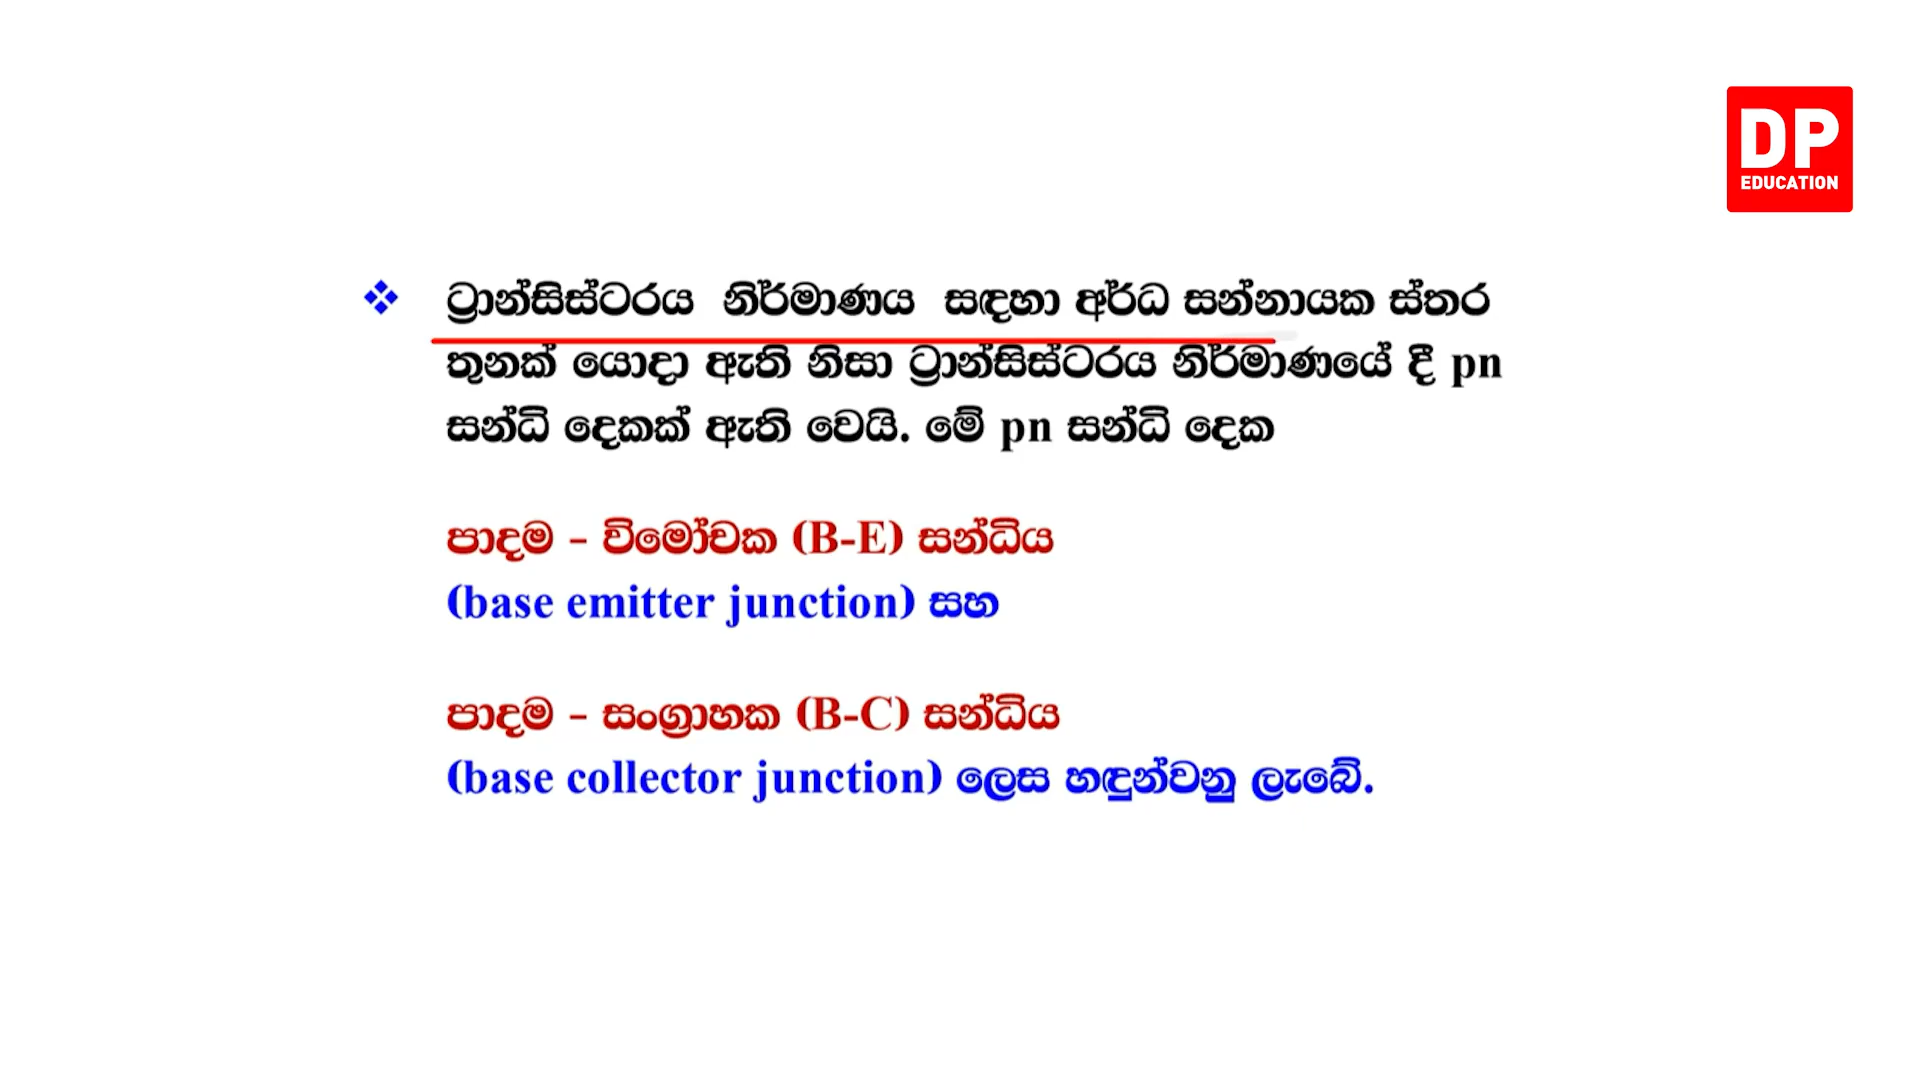 DP
EDUCATION
ට්‍රාන්සිස්ටරය නිර්මාණය සඳහා අර්ධ සන්නායක ස්තර
තුනක් යොදා ඇති නිසා ට්‍රාන්සිස්ටරය නිර්මාණයේ දී pn
සන්ධි දෙකක් ඇති වෙයි. මේ pn සන්ධි දෙක
පාදම – විමෝචක (B-E) සන්ධිය
(base emitter junction) සහ
පාදම – සංග්‍රාහක (B-C) සන්ධිය
(base collector junction) ලෙස හඳුන්වනු ලැබේ.